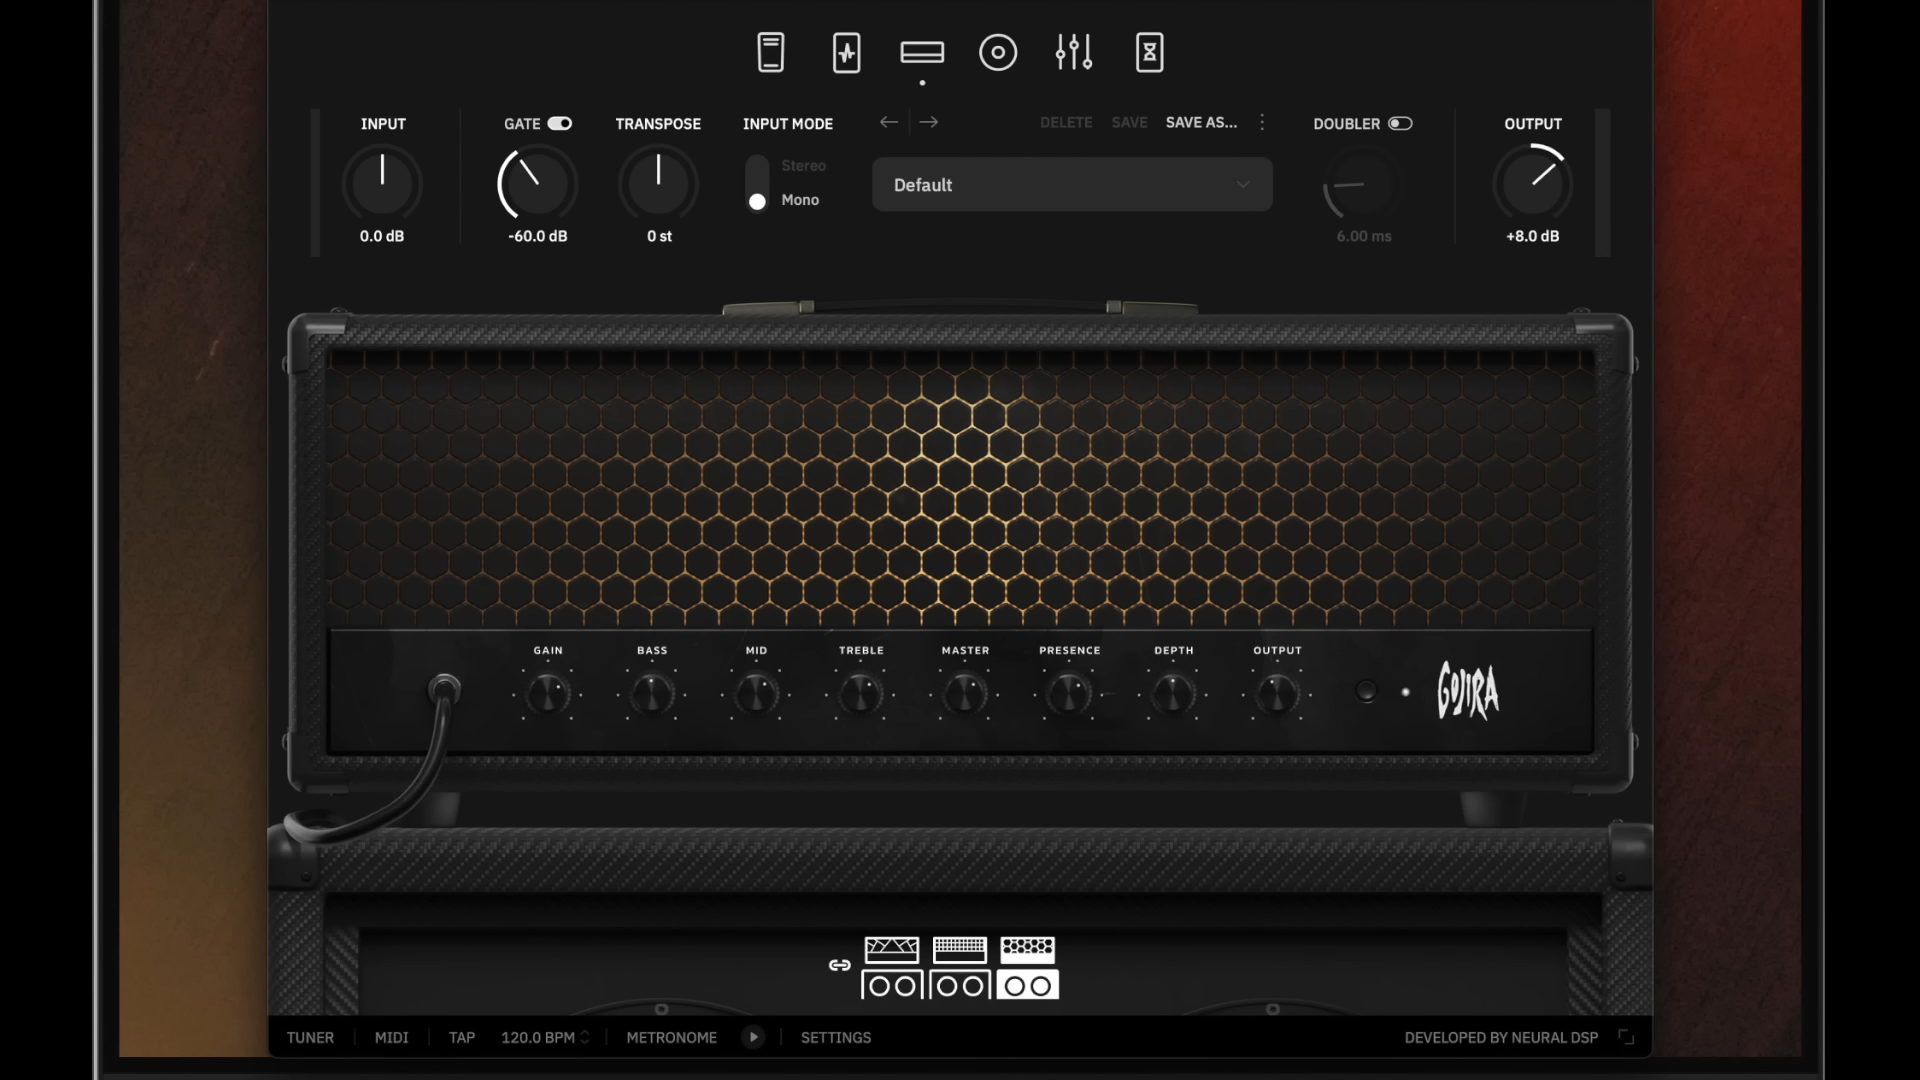 INPUT
GATE
TRANSPOSE
INPUT MODE
DELETE
SAVE
SAVE AS...
DOUBLER
OUTPUT
Stereo
Mono
Default
0.0 dB
-60.0 dB
0 st
6.00 ms
+8.0 dB
GAIN
BASS
MID
TREBLE
MASTER
PRESENCE
DEPTH
OUTPUT
GOJIRA
TUNER
MIDI
TAP
120.0 BPM
METRONOME
SETTINGS
DEVELOPED BY NEURAL DSP